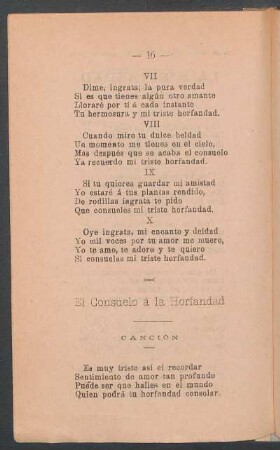 — 16 —
VII
Dime, ingrata; la pura verdad
Si es que tienes algún otro amante
Lloraré por tí á cada instante
Tu hermosura y mi triste horfandad.
VIII
Cuando miro tu dulce beldad
Un momento me tienes en el cielo,
Mas después que se acaba el consuelo
Ya recuerdo mi triste horfandad.
IX
Si tú quieres guardar mi amistad
Yo estaré á tus plantas rendido,
De rodillas ingrata te pido
Que consueles mi triste horfandad.
X
Oye ingrata, mi encanto y deidad
Yo mil voces por tu amor me muero,
Yo te amo, te adoro y te quiero
Si consuelas mi triste horfandad.
El Consuelo á la Horfandad
CANCIÓN
Es muy triste así el recordar
Sentimiento de amor tan profundo
Puede ser que halles en el mundo
Quien podrá tu horfandad consolar.